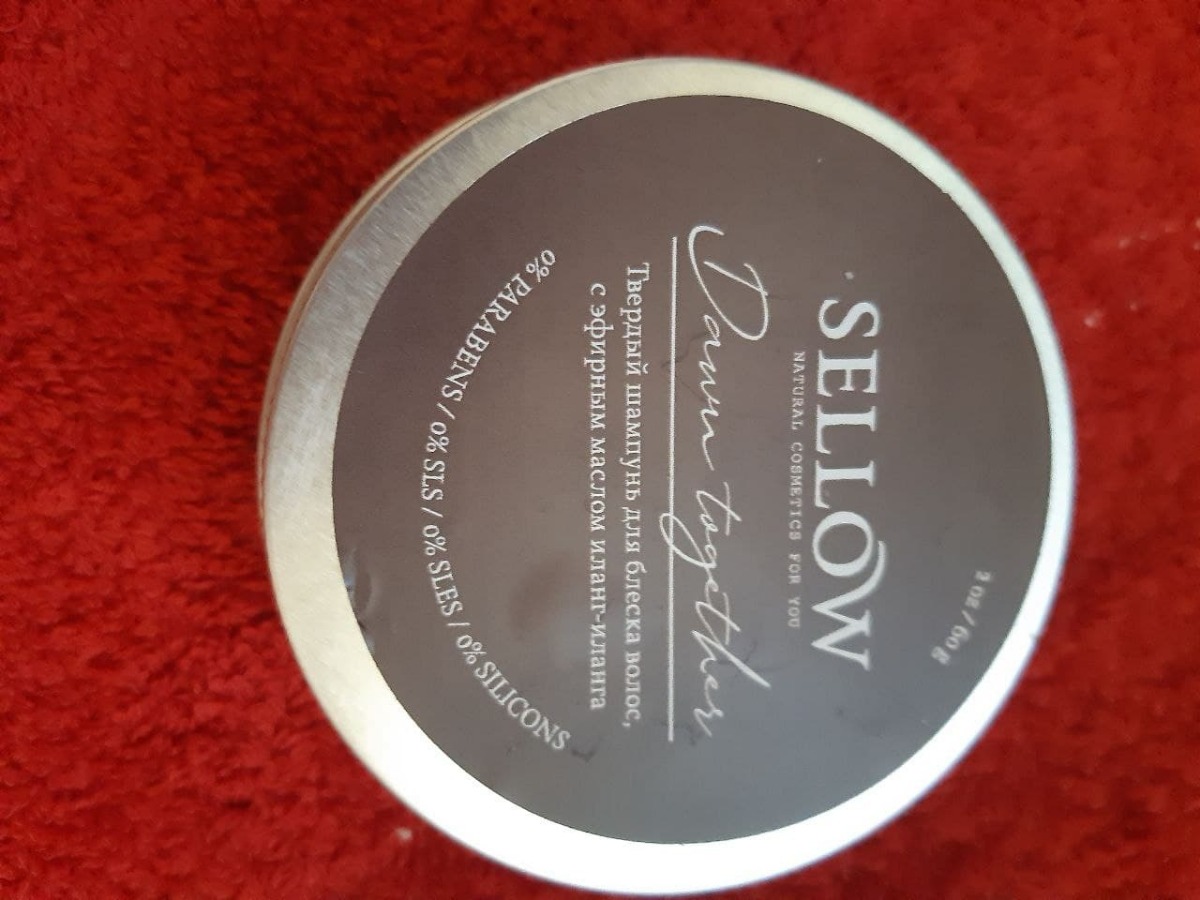 2 oz / 60 g
SELLOW
NATURAL COSMETICS FOR YOU
Dawn together
Твердый шампунь для блеска волос,
с эфирным маслом иланг-иланга
0% PARABENS / 0% SLS / 0% SLES / 0% SILICONS